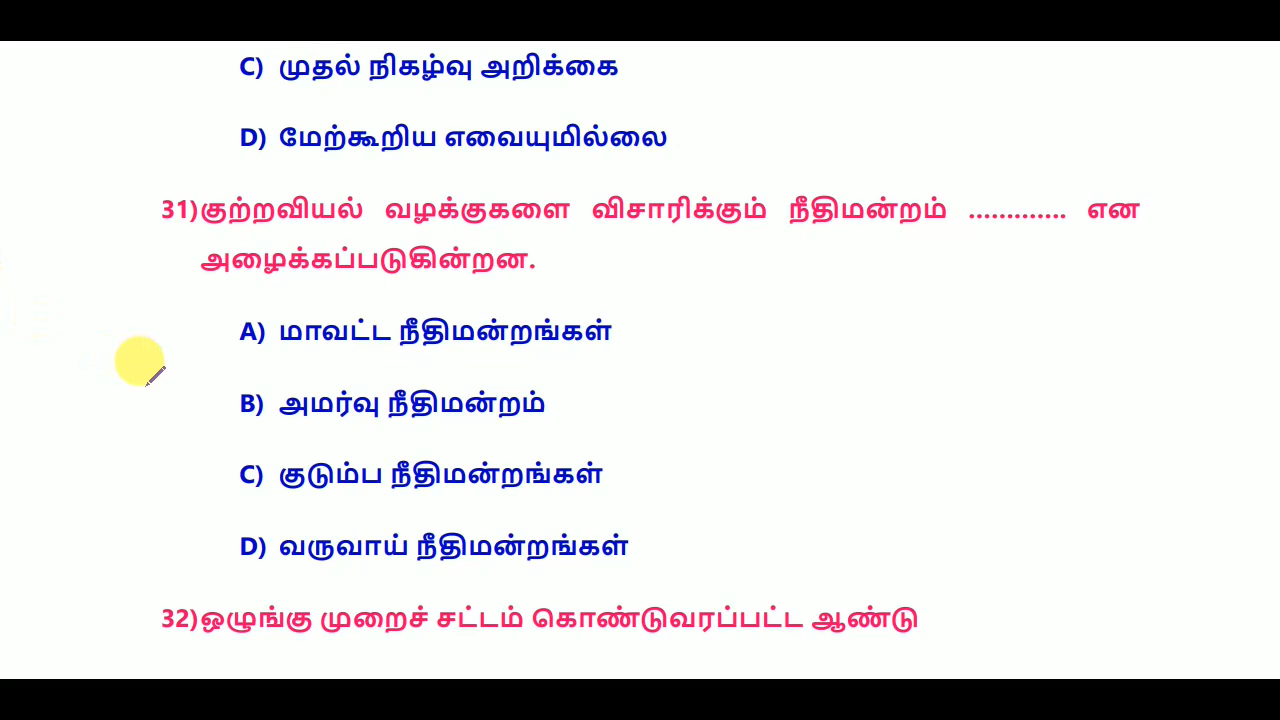 C) முதல் நிகழ்வு அறிக்கை
D) மேற்கூறிய எவையுமில்லை
31)குற்றவியல் வழக்குகளை விசாரிக்கும் நீதிமன்றம் ............. என
அழைக்கப்படுகின்றன.
A) மாவட்ட நீதிமன்றங்கள்
B) அமர்வு நீதிமன்றம்
C) குடும்ப நீதிமன்றங்கள்
D) வருவாய் நீதிமன்றங்கள்
32)ஒழுங்கு முறைச் சட்டம் கொண்டுவரப்பட்ட ஆண்டு